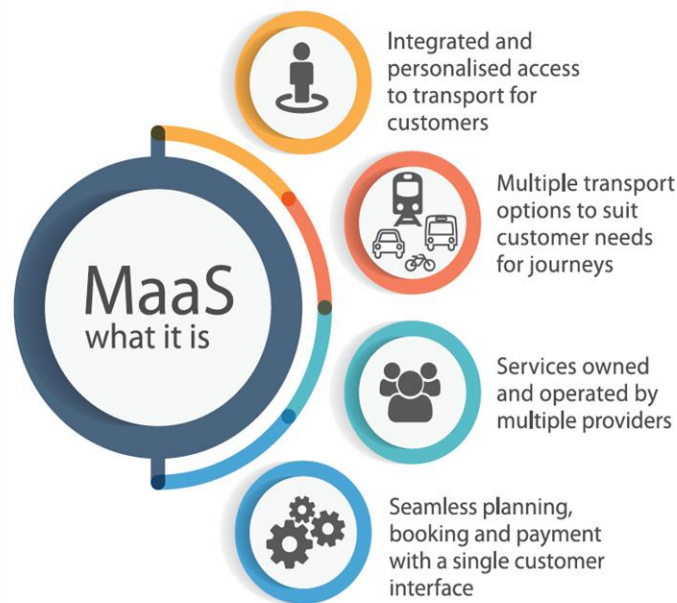 MaaS
what it is
Integrated and
personalised access
to transport for
customers
Multiple transport
options to suit
customer needs
for journeys
Services owned
and operated by
multiple providers
Seamless planning,
booking and payment
with a single customer
interface